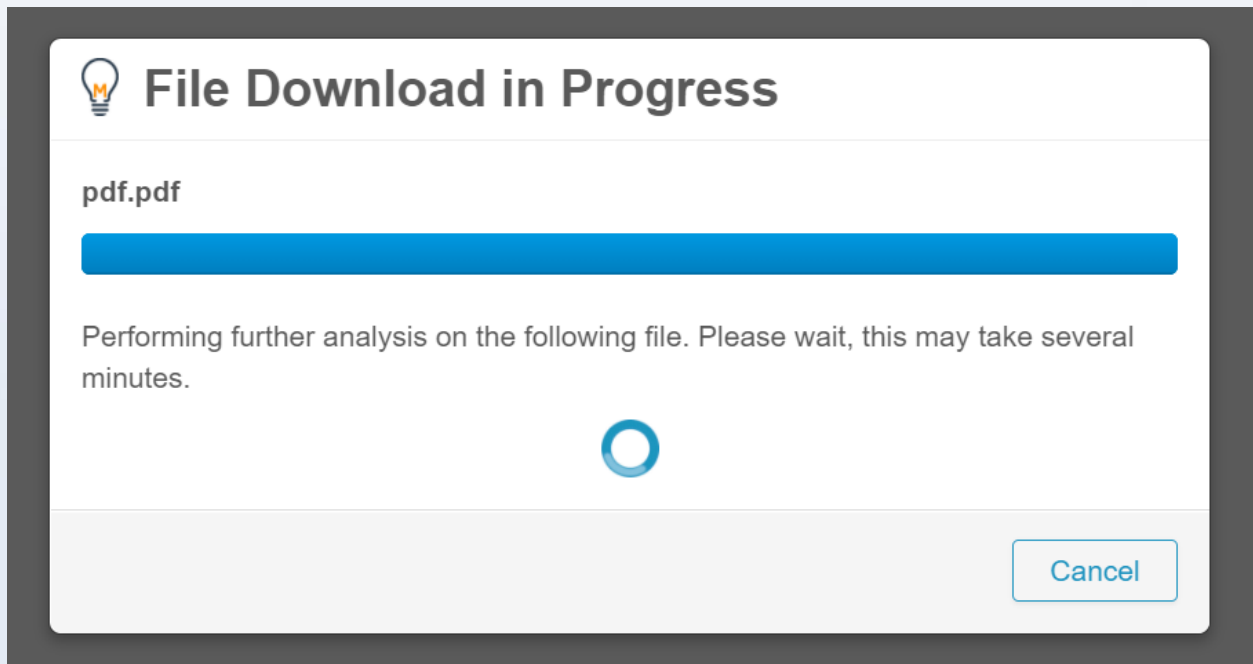 M
File Download in Progress
pdf.pdf
Performing further analysis on the following file. Please wait, this may take several
minutes.
Cancel